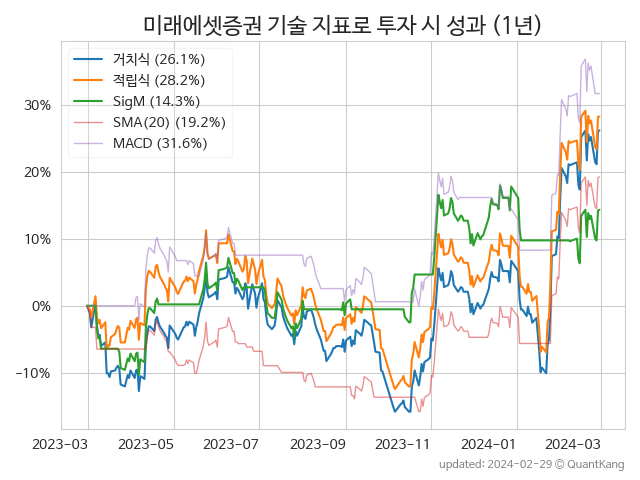 미래에셋증권 기술 지표로 투자 시 성과 (1년)
거치식 (26.1%)
적립식 (28.2%)
SigM (14.3%)
SMA(20) (19.2%)
MACD (31.6%)
30%
20%
10%
0%
−10%
2023-03 2023-05 2023-07 2023-09 2023-11 2024-01 2024-03
updated: 2024-02-29 © QuantKang